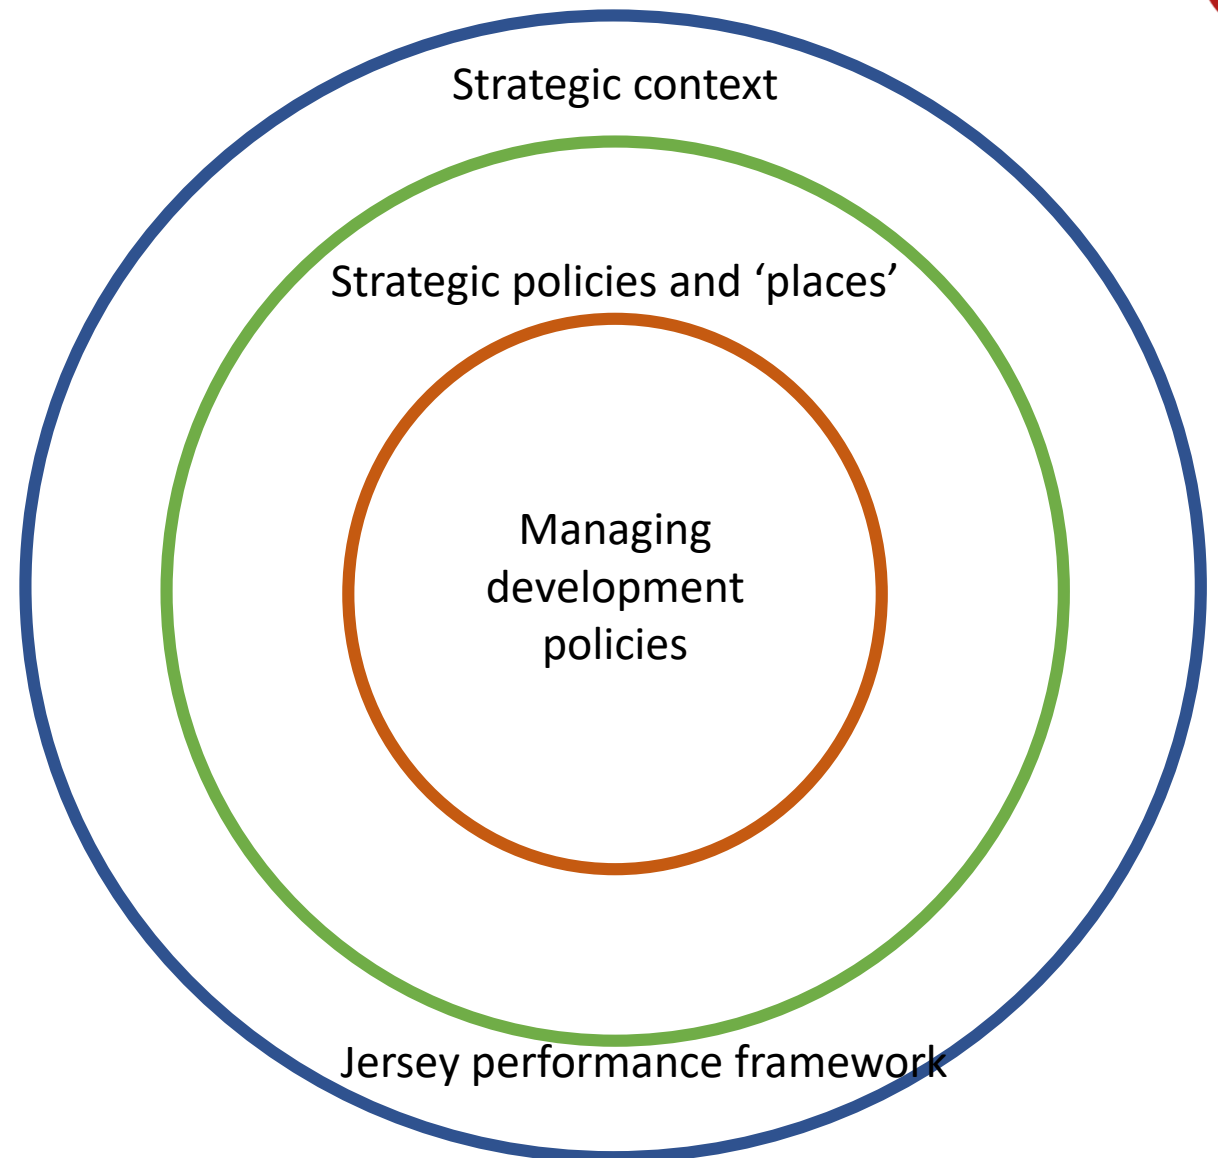 Strategic context
Strategic policies and ‘places’
Managing
development
policies
Jersey performance framework